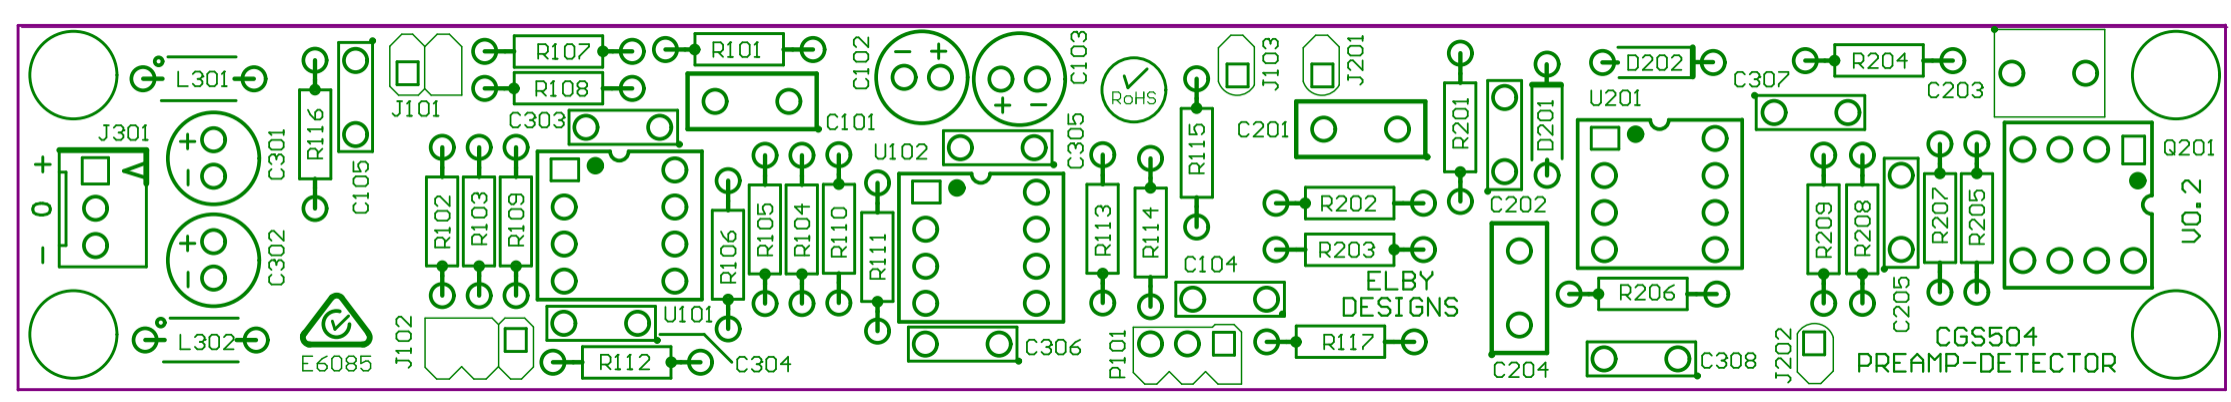 L301
J301
+ O -
+
-
C301
+
-
C302
L302
E6085
R116
C105
J101
R107
R108
R101
C303
C101
R102
R103
R109
U101
J102
R112
C304
R106
R105
R104
R110
R111
C102
- +
C103
+ -
U102
C305
C306
RoHS
R113
R114
R115
C104
P101
R117
J103
J201
C201
R202
R203
ELBY
DESIGNS
R201
C202
D201
C204
D202
U201
R206
C308
C307
R204
C203
R209
R208
C205
R207
R205
Q201
V0.2
J202
CGS504
PREAMP-DETECTOR